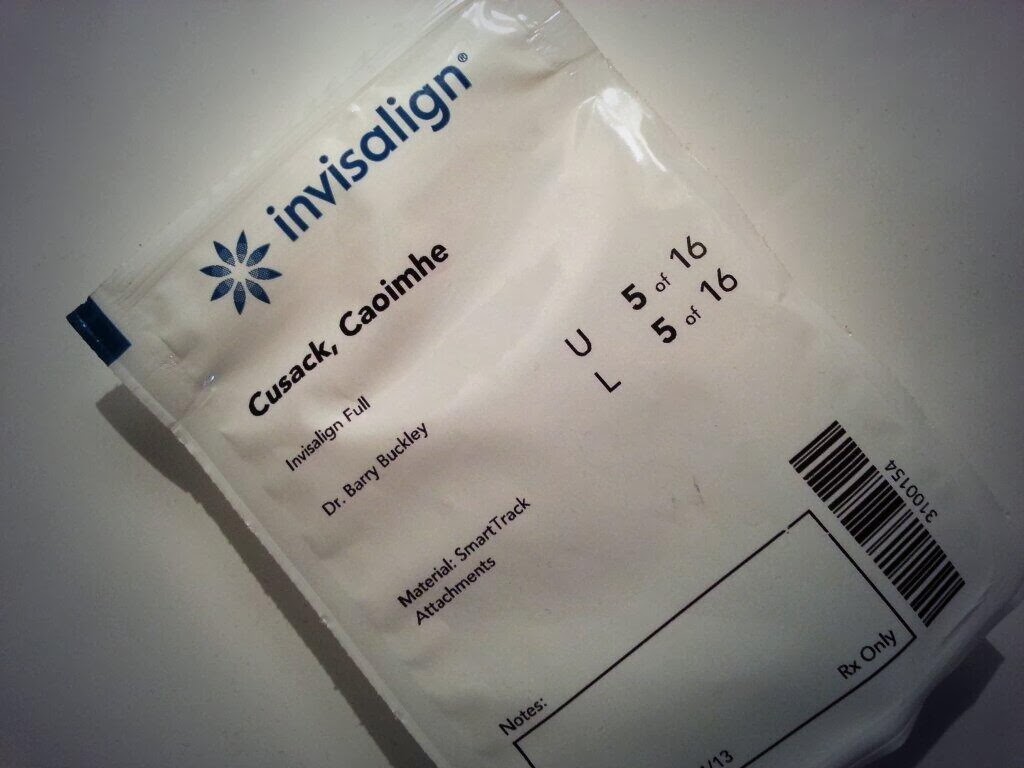 invisalign®
Cusack, Caoimhe
Invisalign Full
Dr. Barry Buckley
U 5 of 16
L 5 of 16
Material: SmartTrack
Attachments
3100154
Notes:
Rx Only
/13